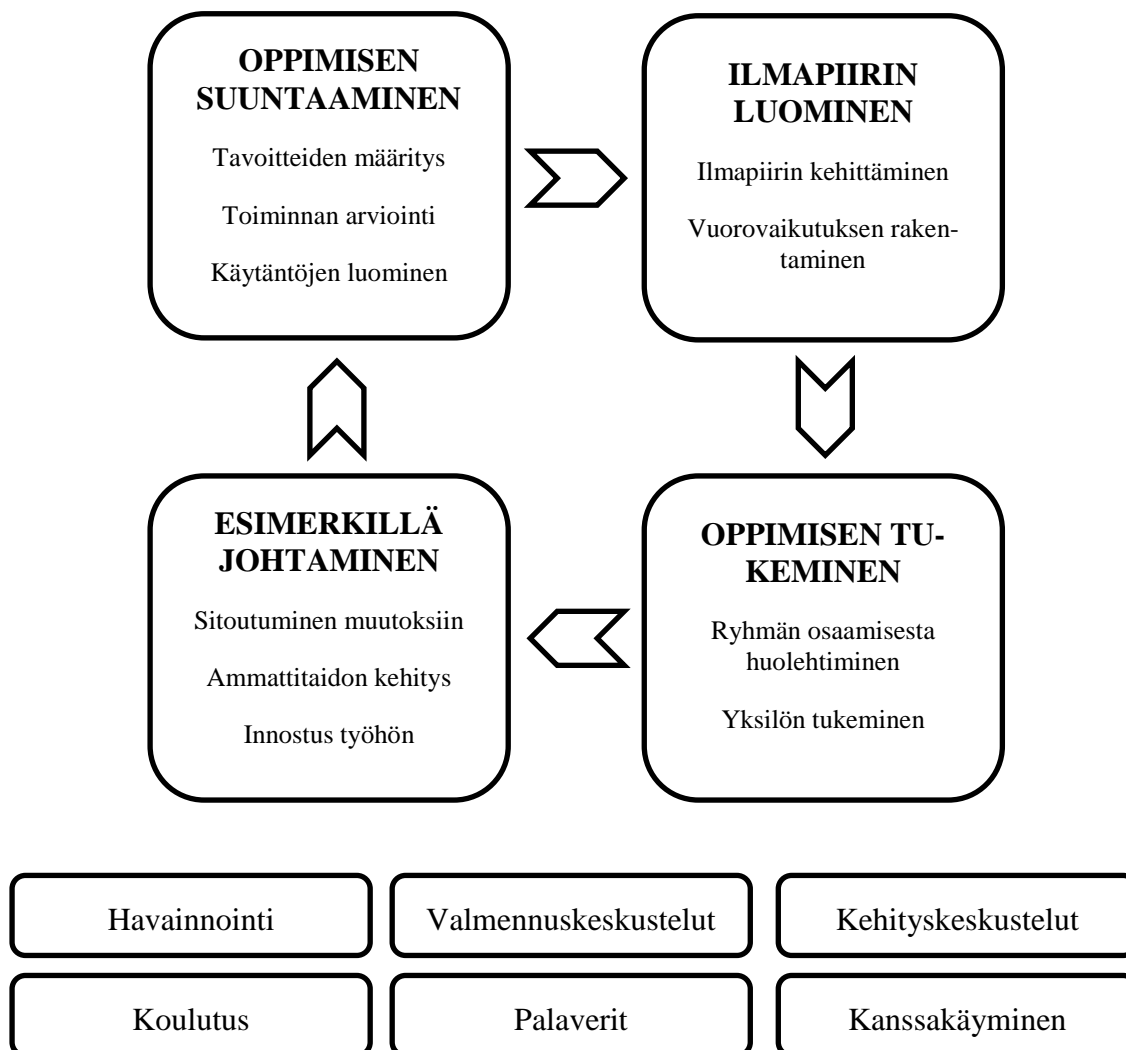 OPPIMISEN
SUUNTAAMINEN
Tavoitteiden määritys
Toiminnan arviointi
Käytäntöjen luominen
ILMAPIIRIN
LUOMINEN
Ilmapiirin kehittäminen
Vuorovaikutuksen raken-
taminen
ESIMERKILLÄ
JOHTAMINEN
Sitoutuminen muutoksiin
Ammattitaidon kehitys
Innostus työhön
OPPIMISEN TU-
KEMINEN
Ryhmän osaamisesta
huolehtiminen
Yksilön tukeminen
Havainnointi
Valmennuskeskustelut
Kehityskeskustelut
Koulutus
Palaverit
Kanssakäyminen